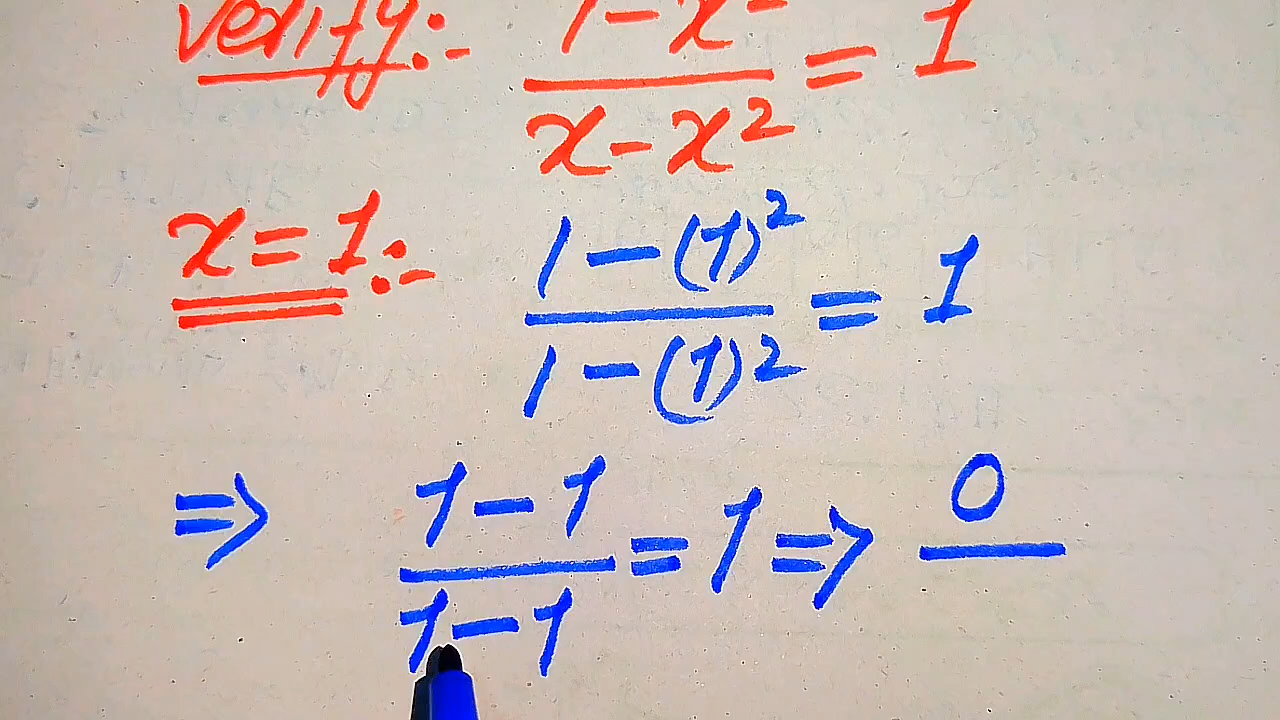 verify:- 1-x² / x-x² = 1
x = 1:- 1-(1)² / 1-(1)² = 1
⇒ 1-1 / 1-1 = 1 ⇒ 0 /